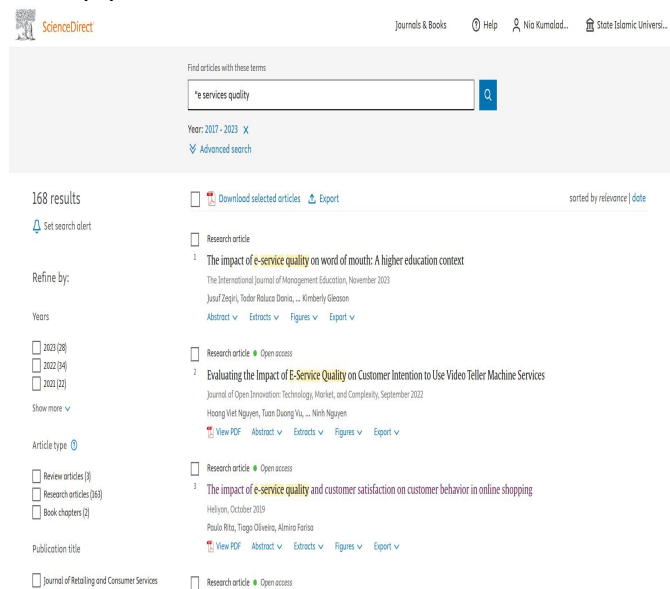 ScienceDirect
Journals & Books
Help
Nia Kumalad...
State Islamic Universi...
Find articles with these terms
"e services quality
Year: 2017 - 2023 X
Advanced search
168 results
Set search alert
Download selected articles
Export
sorted by relevance | date
Refine by:
Years
2023 (28)
2022 (34)
2021 (22)
Show more
Article type
Review articles (3)
Research articles (163)
Book chapters (2)
Publication title
Journal of Retailing and Consumer Services
Research article
1 The impact of e-service quality on word of mouth: A higher education context
The International Journal of Management Education, November 2023
Jusuf Zeqiri, Todor Raluca Dania, ... Kimberly Gleason
Abstract Extracts Figures Export
Research article Open access
2 Evaluating the Impact of E-Service Quality on Customer Intention to Use Video Teller Machine Services
Journal of Open Innovation: Technology, Market, and Complexity, September 2022
Hoang Viet Nguyen, Tuan Duong Vu, ... Ninh Nguyen
View PDF Abstract Extracts Figures Export
Research article Open access
3 The impact of e-service quality and customer satisfaction on customer behavior in online shopping
Heliyon, October 2019
Paulo Rita, Tiago Oliveira, Almira Farisa
View PDF Abstract Extracts Figures Export
Research article Open access